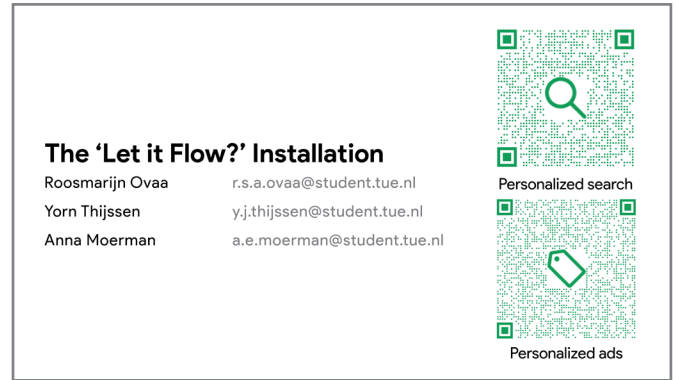 The ‘Let it Flow?’ Installation
Roosmarijn Ovaa r.s.a.ovaa@student.tue.nl
Yorn Thijssen y.j.thijssen@student.tue.nl
Anna Moerman a.e.moerman@student.tue.nl
Personalized search
Personalized ads